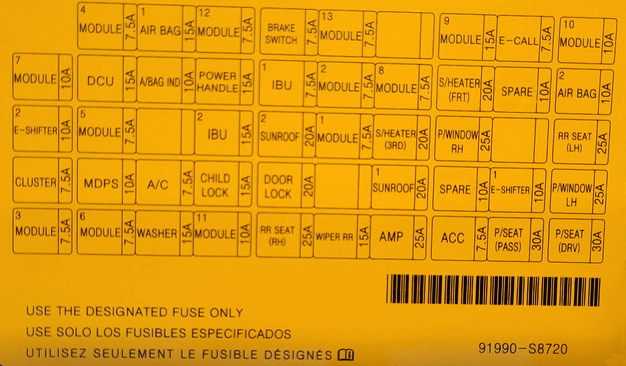 4 MODULE 7.5A 1 AIR BAG 15A 12 MODULE 7.5A BRAKE SWITCH 7.5A 13 MODULE 7.5A 9 MODULE 15A E-CALL 7.5A 10 MODULE 10A
7 MODULE 10A DCU 15A A/BAG IND 10A POWER HANDLE 15A 1 IBU 7.5A 2 MODULE 7.5A 8 MODULE 7.5A S/HEATER (FRT) 20A SPARE 10A 2 AIR BAG 10A
2 E-SHIFTER 10A 5 MODULE 7.5A 2 IBU 15A 2 SUNROOF 20A 1 MODULE 7.5A S/HEATER (3RD) 20A P/WINDOW RH 25A RR SEAT (LH) 25A
CLUSTER 7.5A MDPS 10A A/C 7.5A CHILD LOCK 15A DOOR LOCK 20A 1 SUNROOF 20A SPARE 10A 1 E-SHIFTER 10A P/WINDOW LH 25A
3 MODULE 7.5A 6 MODULE 7.5A WASHER 15A 11 MODULE 10A RR SEAT (RH) 25A WIPER RR 15A AMP 25A ACC 7.5A P/SEAT (PASS) 30A P/SEAT (DRV) 30A
USE THE DESIGNATED FUSE ONLY
USE SOLO LOS FUSIBLES ESPECIFICADOS
UTILISEZ SEULEMENT LE FUSIBLE DÉSIGNÉS
91990-S8720